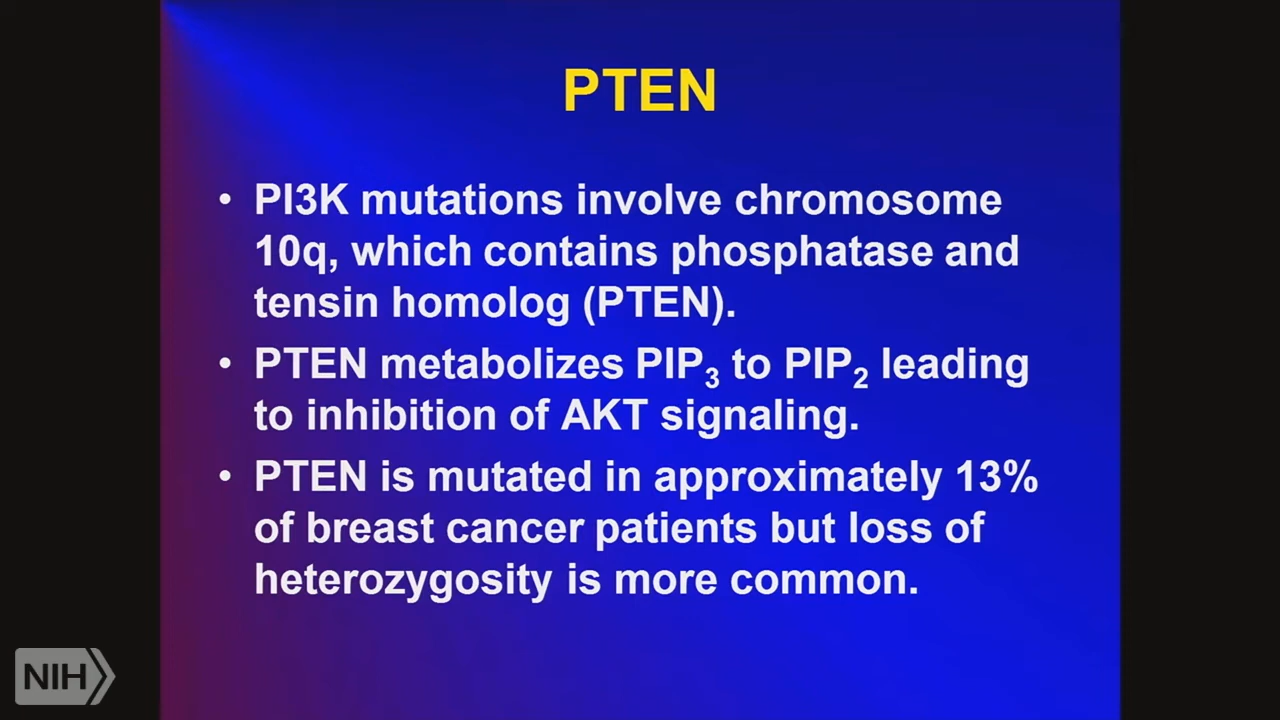 PTEN
• PI3K mutations involve chromosome
10q, which contains phosphatase and
tensin homolog (PTEN).
• PTEN metabolizes PIP₃ to PIP₂ leading
to inhibition of AKT signaling.
• PTEN is mutated in approximately 13%
of breast cancer patients but loss of
heterozygosity is more common.
NIH